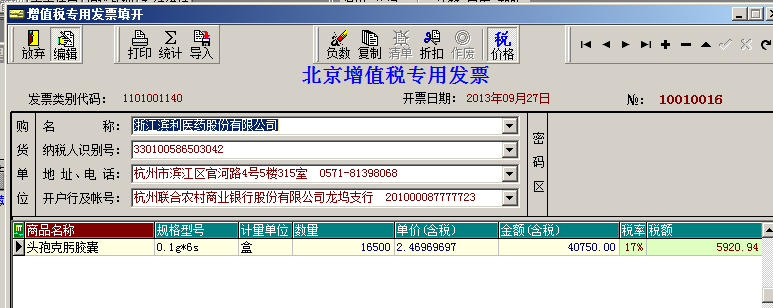 增值税专用发票填开
放弃 编辑 打印 统计 导入 负数 复制 清单 折扣 作废 税 价格
北京增值税专用发票
发票类别代码： 1101001140 开票日期： 2013年09月27日 №： 10010016
购货单位
名 称： 浙江滨利医药股份有限公司
纳税人识别号： 330100586503042
地 址、电 话： 杭州市滨江区官河路4号5楼315室 0571-81398068
开户行及帐号： 杭州联合农村商业银行股份有限公司龙坞支行 201000087777723
密码区
商品名称 规格型号 计量单位 数量 单价(含税) 金额(含税) 税率 税额
头孢克肟胶囊 0.1g*6s 盒 16500 2.46969697 40750.00 17% 5920.94